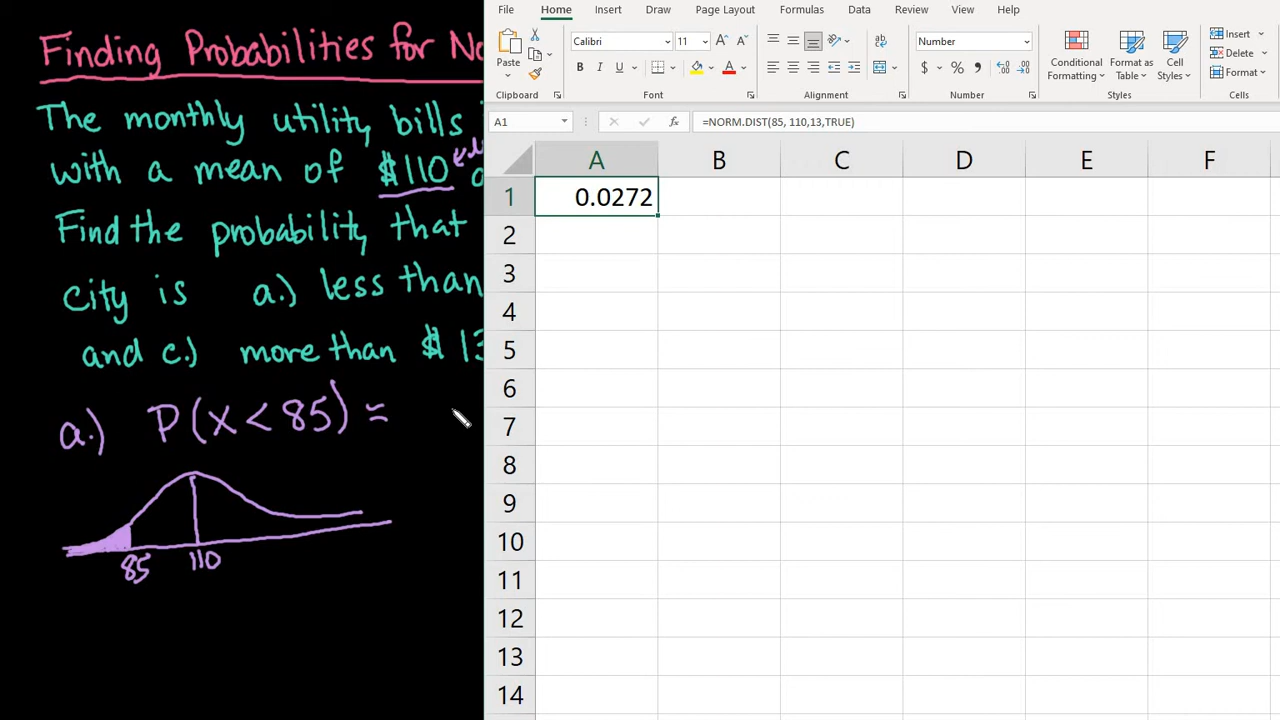 Finding Probabilities for
The monthly utility bills
with a mean of $110
Find the probability that
city is a.) less than
and c.) more than $ 13
a.) P(X < 85) =
85 110
File Home Insert Draw Page Layout Formulas Data Review View Help
Paste
Calibri 11 A A
B I U A
ab
Number
$ % 9
Conditional Formatting
Format as Table
Cell Styles
Insert
Delete
Format
Clipboard Font Alignment Number Styles Cells
A1 fx =NORM.DIST(85, 110,13,TRUE)
A B C D E F
1 0.0272
2
3
4
5
6
7
8
9
10
11
12
13
14